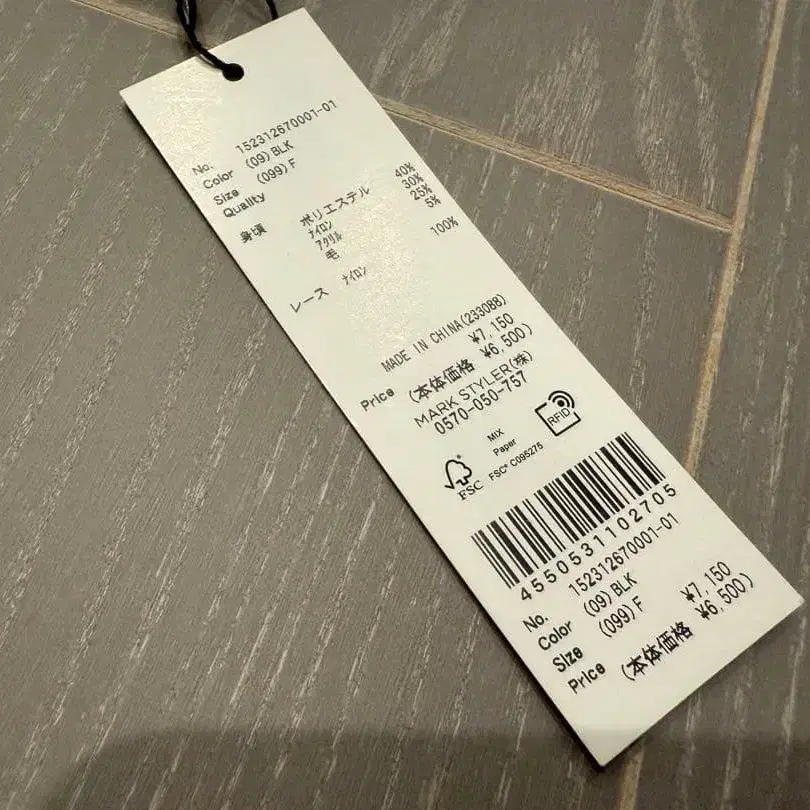 No. 152312670001-01
Color (09) BLK
Size (099) F
Quality
身頃 ポリエステル 40%
ナイロン 30%
アクリル 25%
毛 5%
レース ナイロン 100%
MADE IN CHINA(233088)
Price ¥7,150
(本体価格 ¥6,500)
MARK STYLER(株)
0570-050-757
FSC
MIX
Paper
FSC® C095275
RFID
4550531102705
No. 152312670001-01
Color (09) BLK
Size (099) F
Price ¥7,150
(本体価格 ¥6,500)